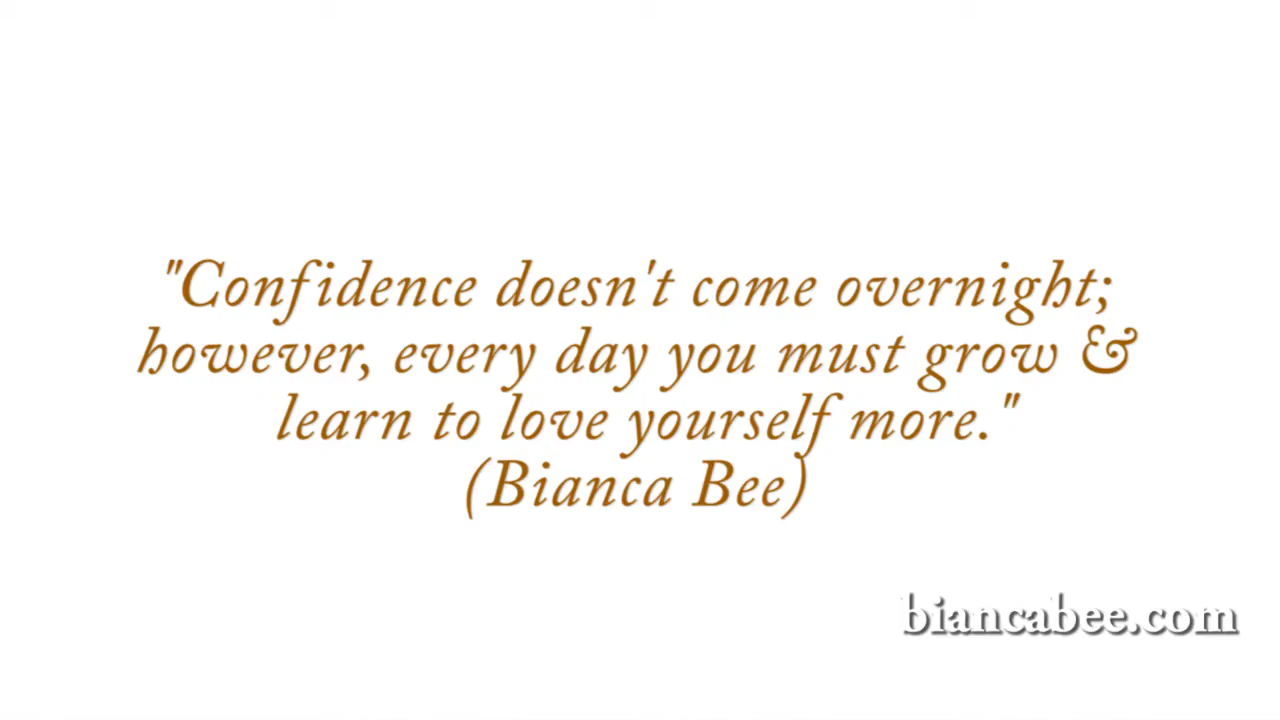 "Confidence doesn't come overnight;
however, every day you must grow &
learn to love yourself more."
(Bianca Bee)
biancabee.com